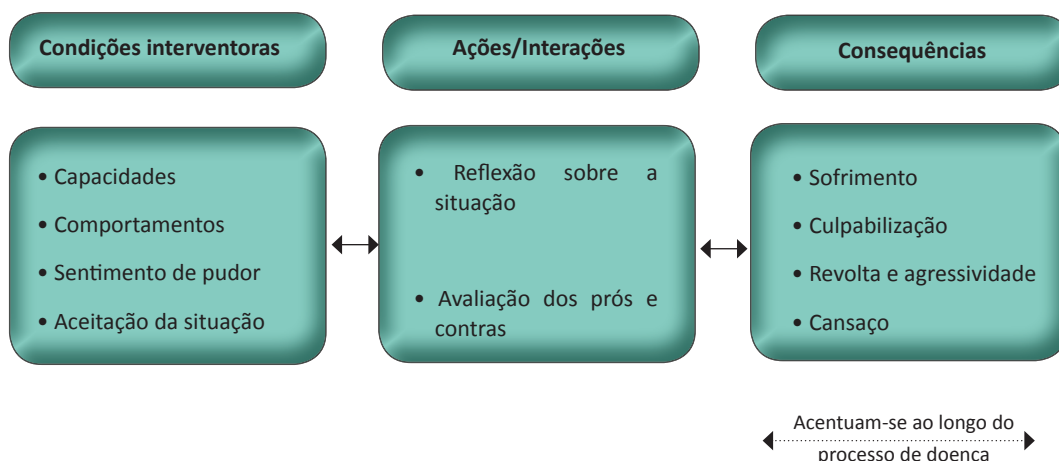 Condições interventoras
Ações/Interações
Consequências
• Capacidades
• Comportamentos
• Sentimento de pudor
• Aceitação da situação
• Reflexão sobre a
situação
• Avaliação dos prós e
contras
• Sofrimento
• Culpabilização
• Revolta e agressividade
• Cansaço
Acentuam-se ao longo do
processo de doença